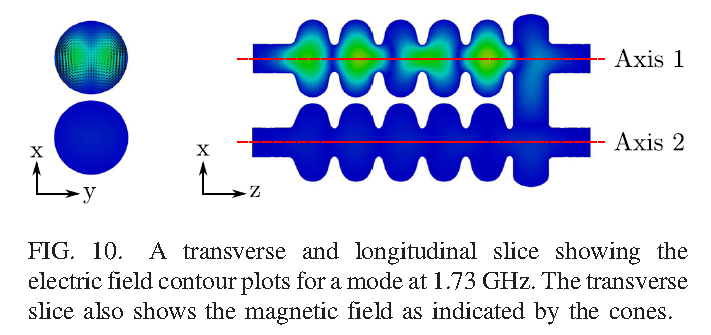 Axis 1
Axis 2
x
y
x
z
FIG. 10. A transverse and longitudinal slice showing the
electric field contour plots for a mode at 1.73 GHz. The transverse
slice also shows the magnetic field as indicated by the cones.